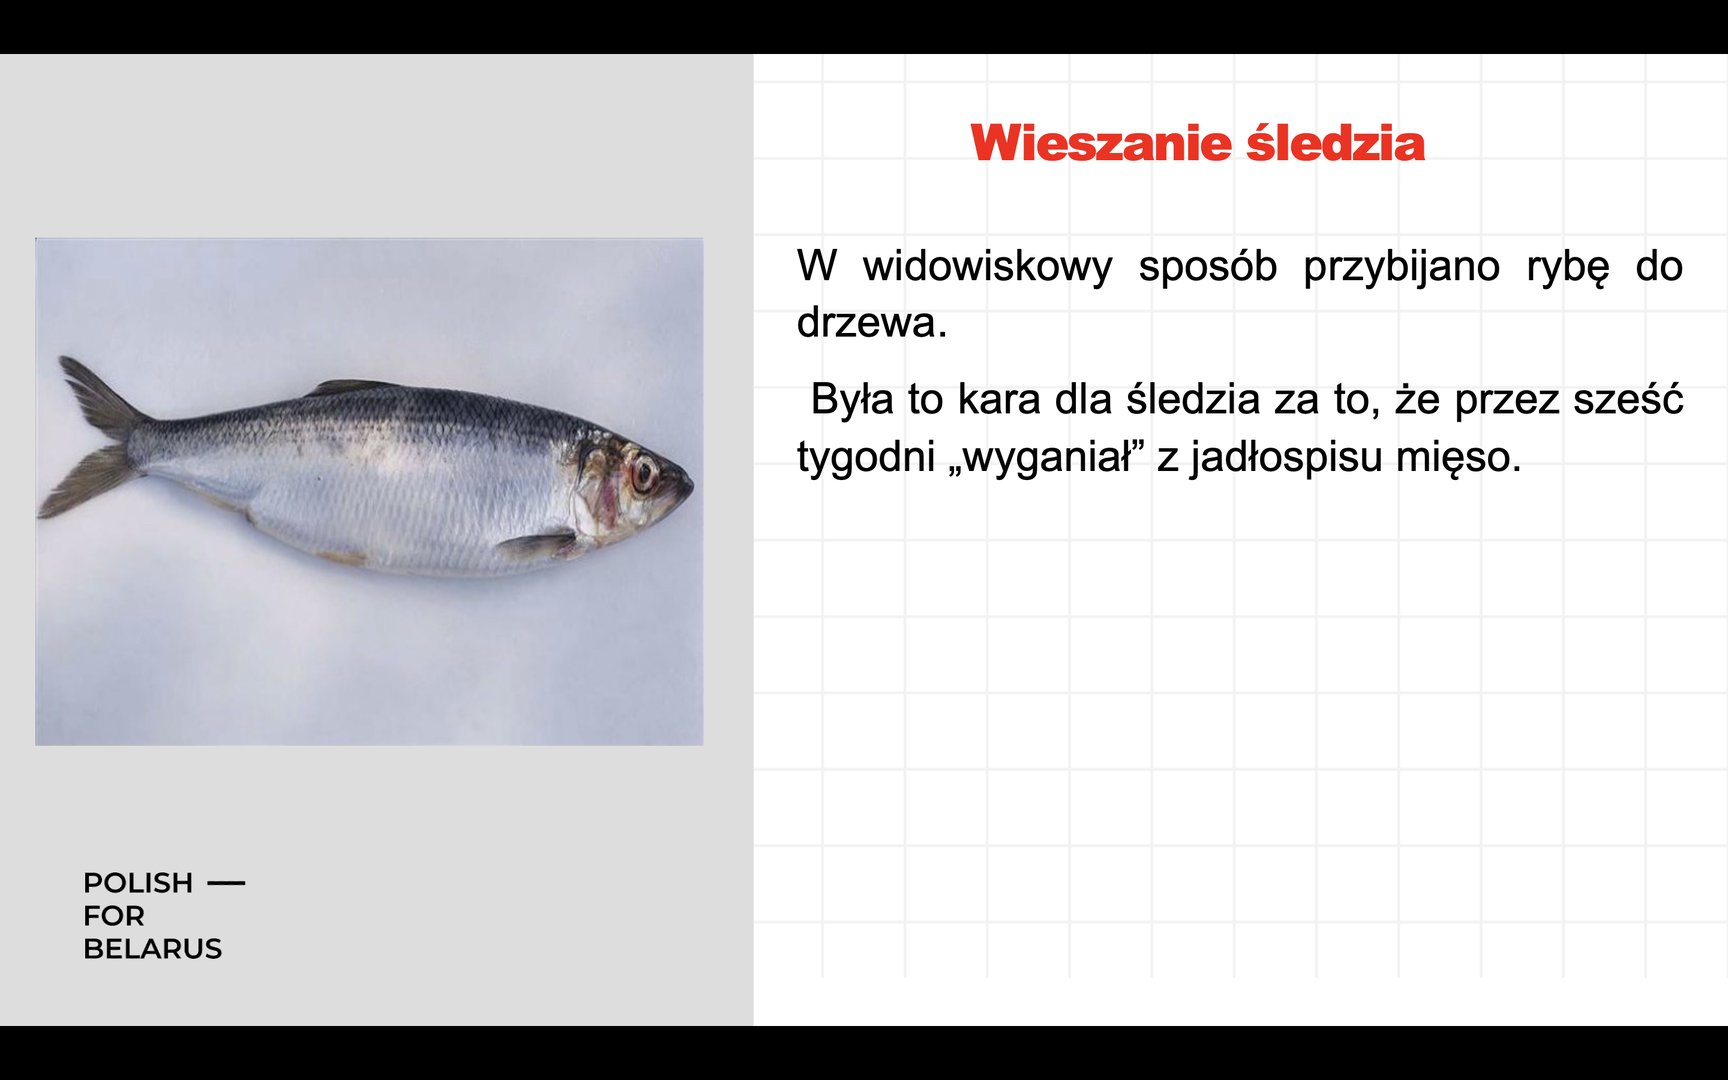 Wieszanie śledzia
W widowiskowy sposób przybijano rybę do
drzewa.
Była to kara dla śledzia za to, że przez sześć
tygodni „wyganiał” z jadłospisu mięso.
POLISH —
FOR
BELARUS